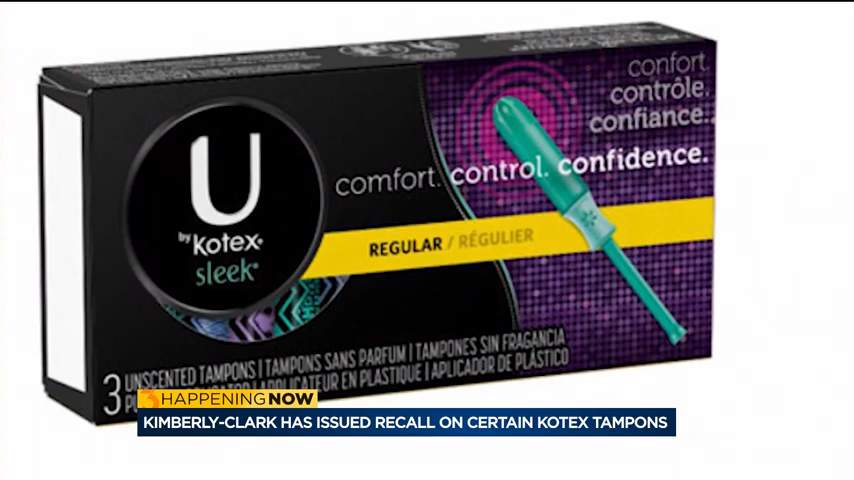 confort.
contrôle.
confiance.
comfort. control. confidence.
U
by kotex®
sleek®
REGULAR / RÉGULIER
3 UNSCENTED TAMPONS | TAMPONS SANS PARFUM | TAMPONES SIN FRAGANCIA
APPLICATEUR EN PLASTIQUE | APLICADOR DE PLÁSTICO
HAPPENING NOW
KIMBERLY-CLARK HAS ISSUED RECALL ON CERTAIN KOTEX TAMPONS